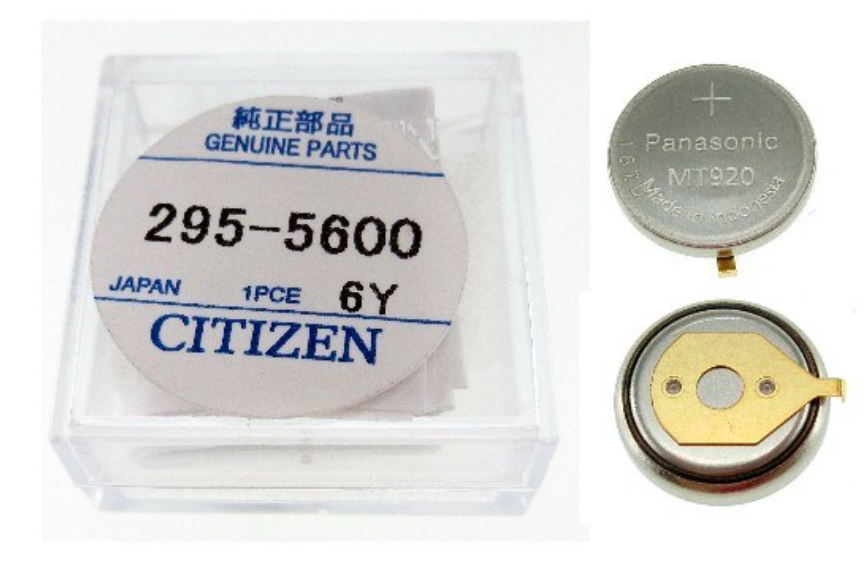 純正部品
GENUINE PARTS
295-5600
JAPAN 1PCE 6Y
CITIZEN
+
Panasonic
MT920
Made in Indonesia